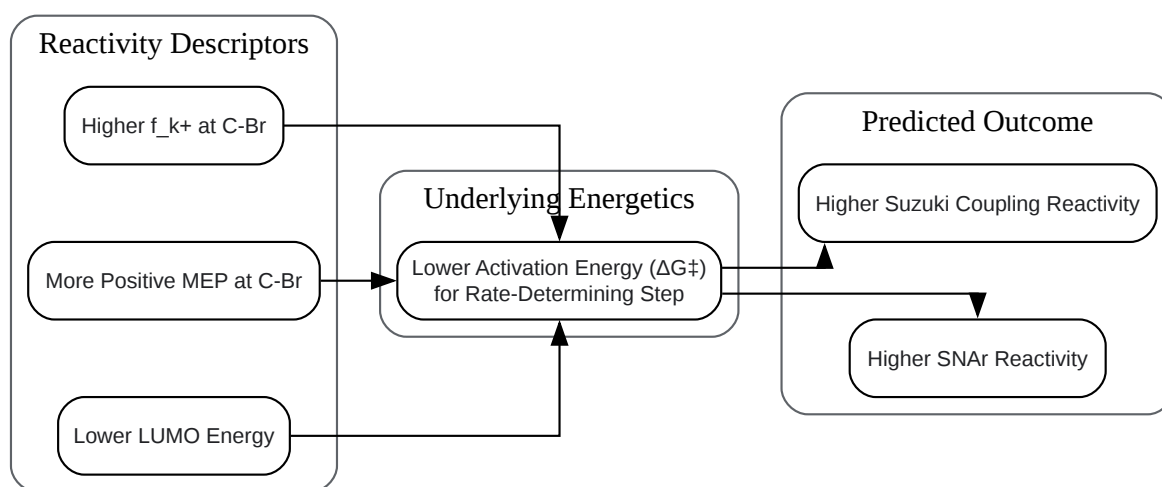 Reactivity Descriptors
Higher f_k+ at C-Br
More Positive MEP at C-Br
Lower LUMO Energy
Underlying Energetics
Lower Activation Energy (ΔG‡)
for Rate-Determining Step
Predicted Outcome
Higher Suzuki Coupling Reactivity
Higher SNAr Reactivity